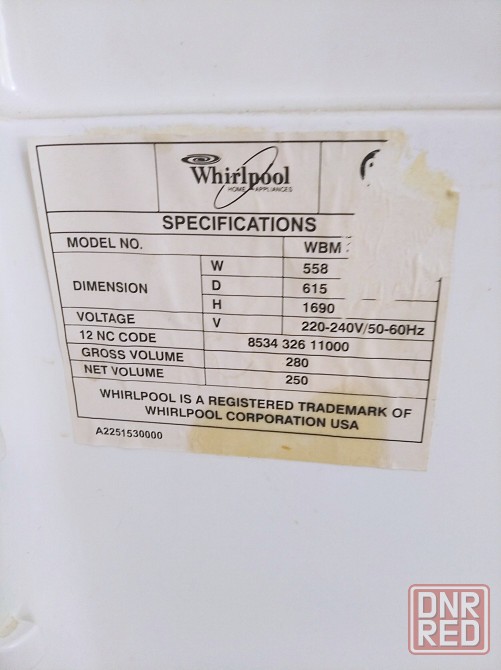 Whirlpool
HOME APPLIANCES
SPECIFICATIONS
MODEL NO. WBM
DIMENSION
W 558
D 615
H 1690
VOLTAGE V 220-240V/50-60Hz
12 NC CODE 8534 326 11000
GROSS VOLUME 280
NET VOLUME 250
WHIRLPOOL IS A REGISTERED TRADEMARK OF
WHIRLPOOL CORPORATION USA
A2251530000
DNR
RED